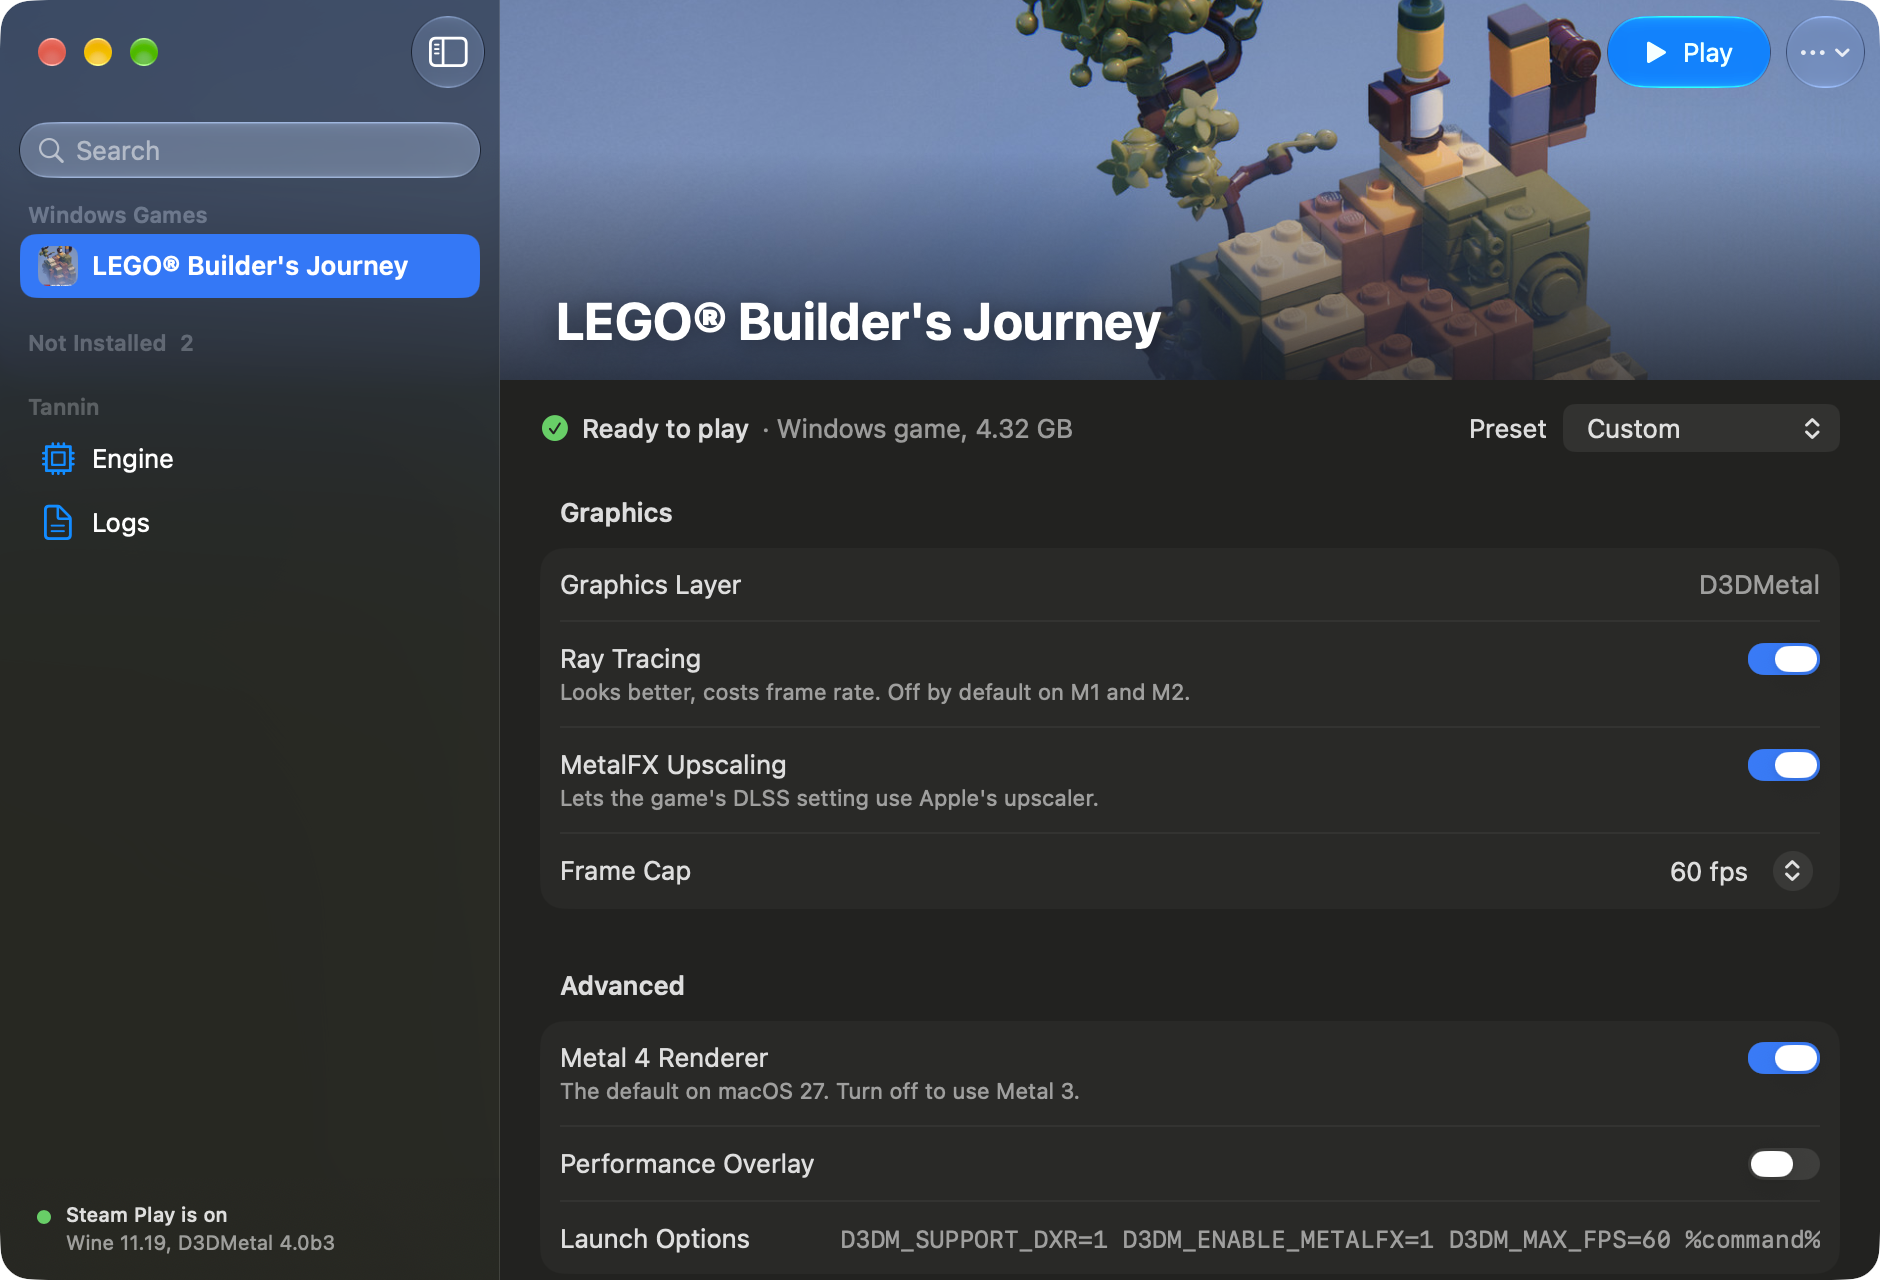 Search
Windows Games
LEGO® Builder's Journey
Not Installed 2
Tannin
Engine
Logs
Steam Play is on
Wine 11.19, D3DMetal 4.0b3
Play
LEGO® Builder's Journey
Ready to play · Windows game, 4.32 GB
Preset Custom
Graphics
Graphics Layer D3DMetal
Ray Tracing
Looks better, costs frame rate. Off by default on M1 and M2.
MetalFX Upscaling
Lets the game's DLSS setting use Apple's upscaler.
Frame Cap 60 fps
Advanced
Metal 4 Renderer
The default on macOS 27. Turn off to use Metal 3.
Performance Overlay
Launch Options D3DM_SUPPORT_DXR=1 D3DM_ENABLE_METALFX=1 D3DM_MAX_FPS=60 %command%